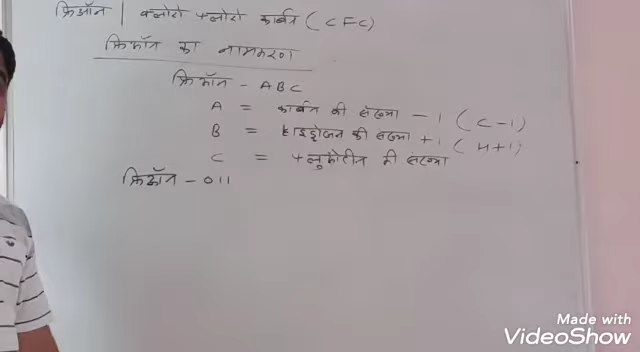 फ्रिऑन | क्लोरो फ्लोरो कार्बन (CFC)
फ्रिऑन का नामकरण
फ्रिऑन - ABC
A = कार्बन की संख्या - 1 (C-1)
B = हाइड्रोजन की संख्या + 1 (H+1)
C = फ्लुओरीन की संख्या
फ्रिऑन - 011
Made with
VideoShow